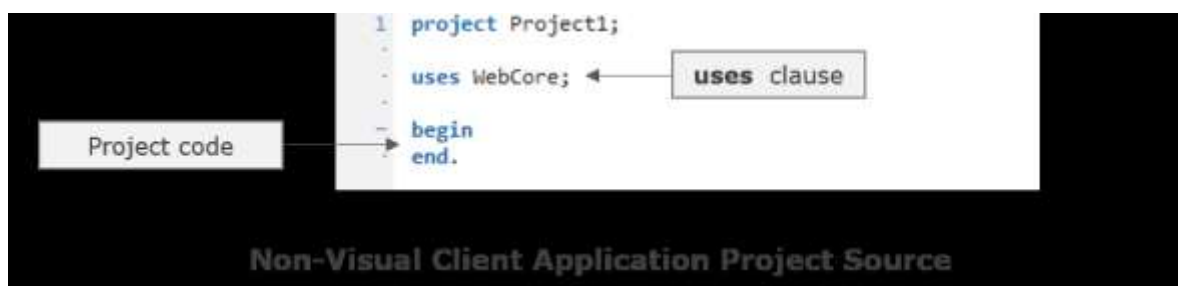 1 project Project1;
uses WebCore;
uses clause
begin
Project code
end.
Non-Visual Client Application Project Source